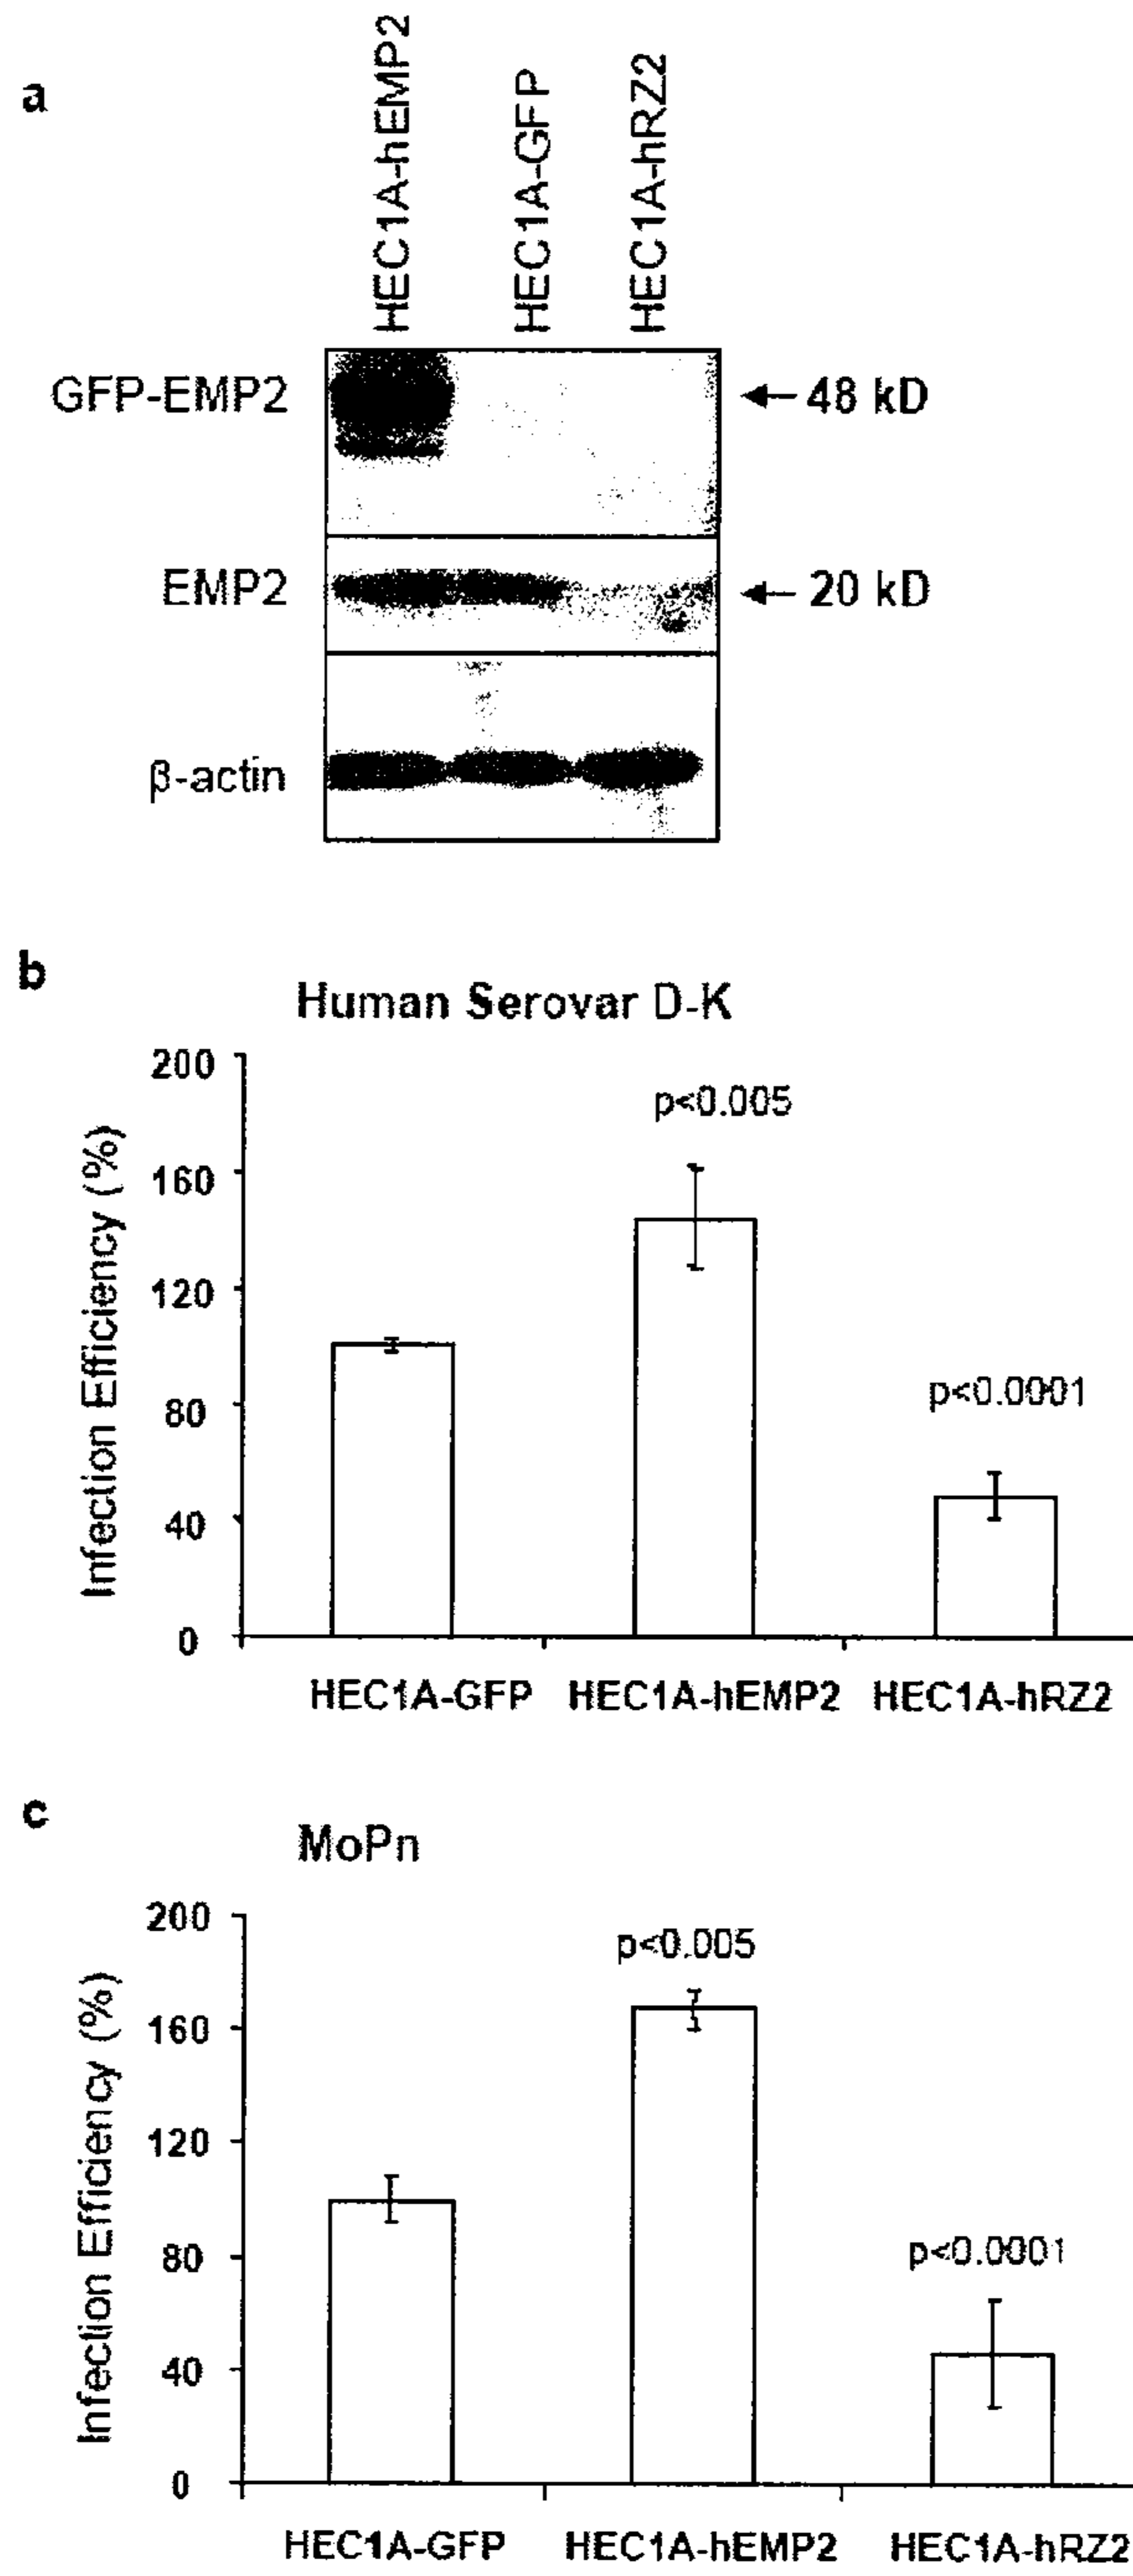 a
HEC1A-hEMP2
HEC1A-GFP
HEC1A-hRZ2
GFP-EMP2
48 kD
EMP2
20 kD
β-actin
b
Human Serovar D-K
Infection Efficiency (%)
200
160
120
80
40
0
p<0.005
p<0.0001
HEC1A-GFP HEC1A-hEMP2 HEC1A-hRZ2
c
MoPn
Infection Efficiency (%)
200
160
120
80
40
0
p<0.005
p<0.0001
HEC1A-GFP HEC1A-hEMP2 HEC1A-hRZ2